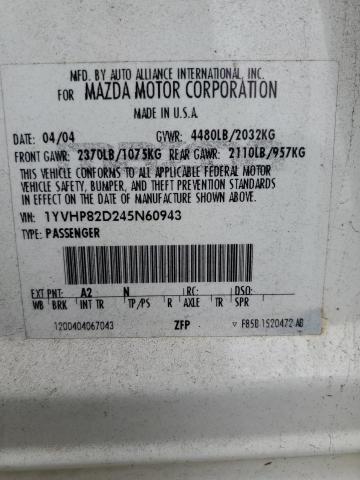 MFD. BY AUTO ALLIANCE INTERNATIONAL, INC.
FOR MAZDA MOTOR CORPORATION
MADE IN U.S.A.
04/04 GVWR: 4480LB/2032KG
FRONT GAWR: 2370LB/1075KG REAR GAWR: 2110LB/957KG
THIS VEHICLE CONFORMS TO ALL APPLICABLE FEDERAL MOTOR
VEHICLE SAFETY, BUMPER, AND THEFT PREVENTION STANDARDS
IN EFFECT ON THE DATE OF MANUFACTURE SHOWN ABOVE.
VIN: 1YVHP82D245N60943
TYPE: PASSENGER
EXT PNT: A2 N RC: DSO:
WB BRK INT TR TP/PS R AXLE TR SPR
1200404067043 ZFP ▽ F85B 1520472 AB